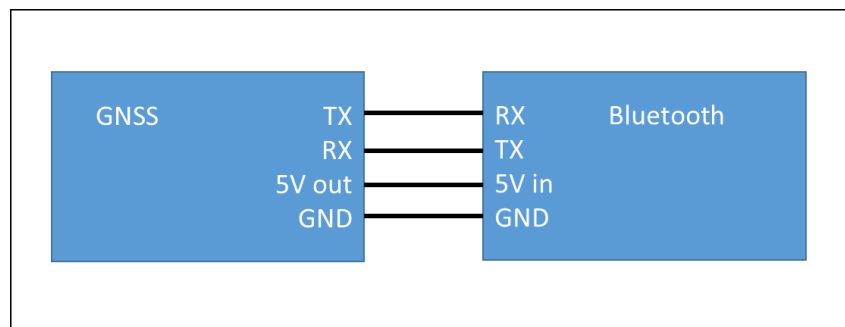 GNSS
TX
RX
5V out
GND
RX
TX
5V in
GND
Bluetooth